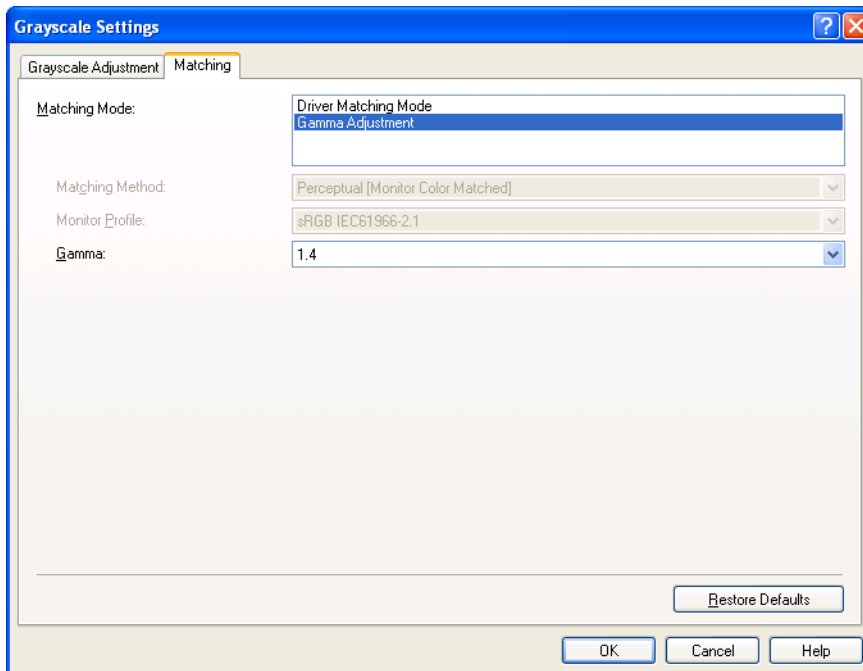 Grayscale Settings
Grayscale Adjustment Matching
Matching Mode: Driver Matching Mode
Gamma Adjustment
Matching Method: Perceptual [Monitor Color Matched]
Monitor Profile: sRGB IEC61966-2.1
Gamma: 1.4
Restore Defaults
OK Cancel Help